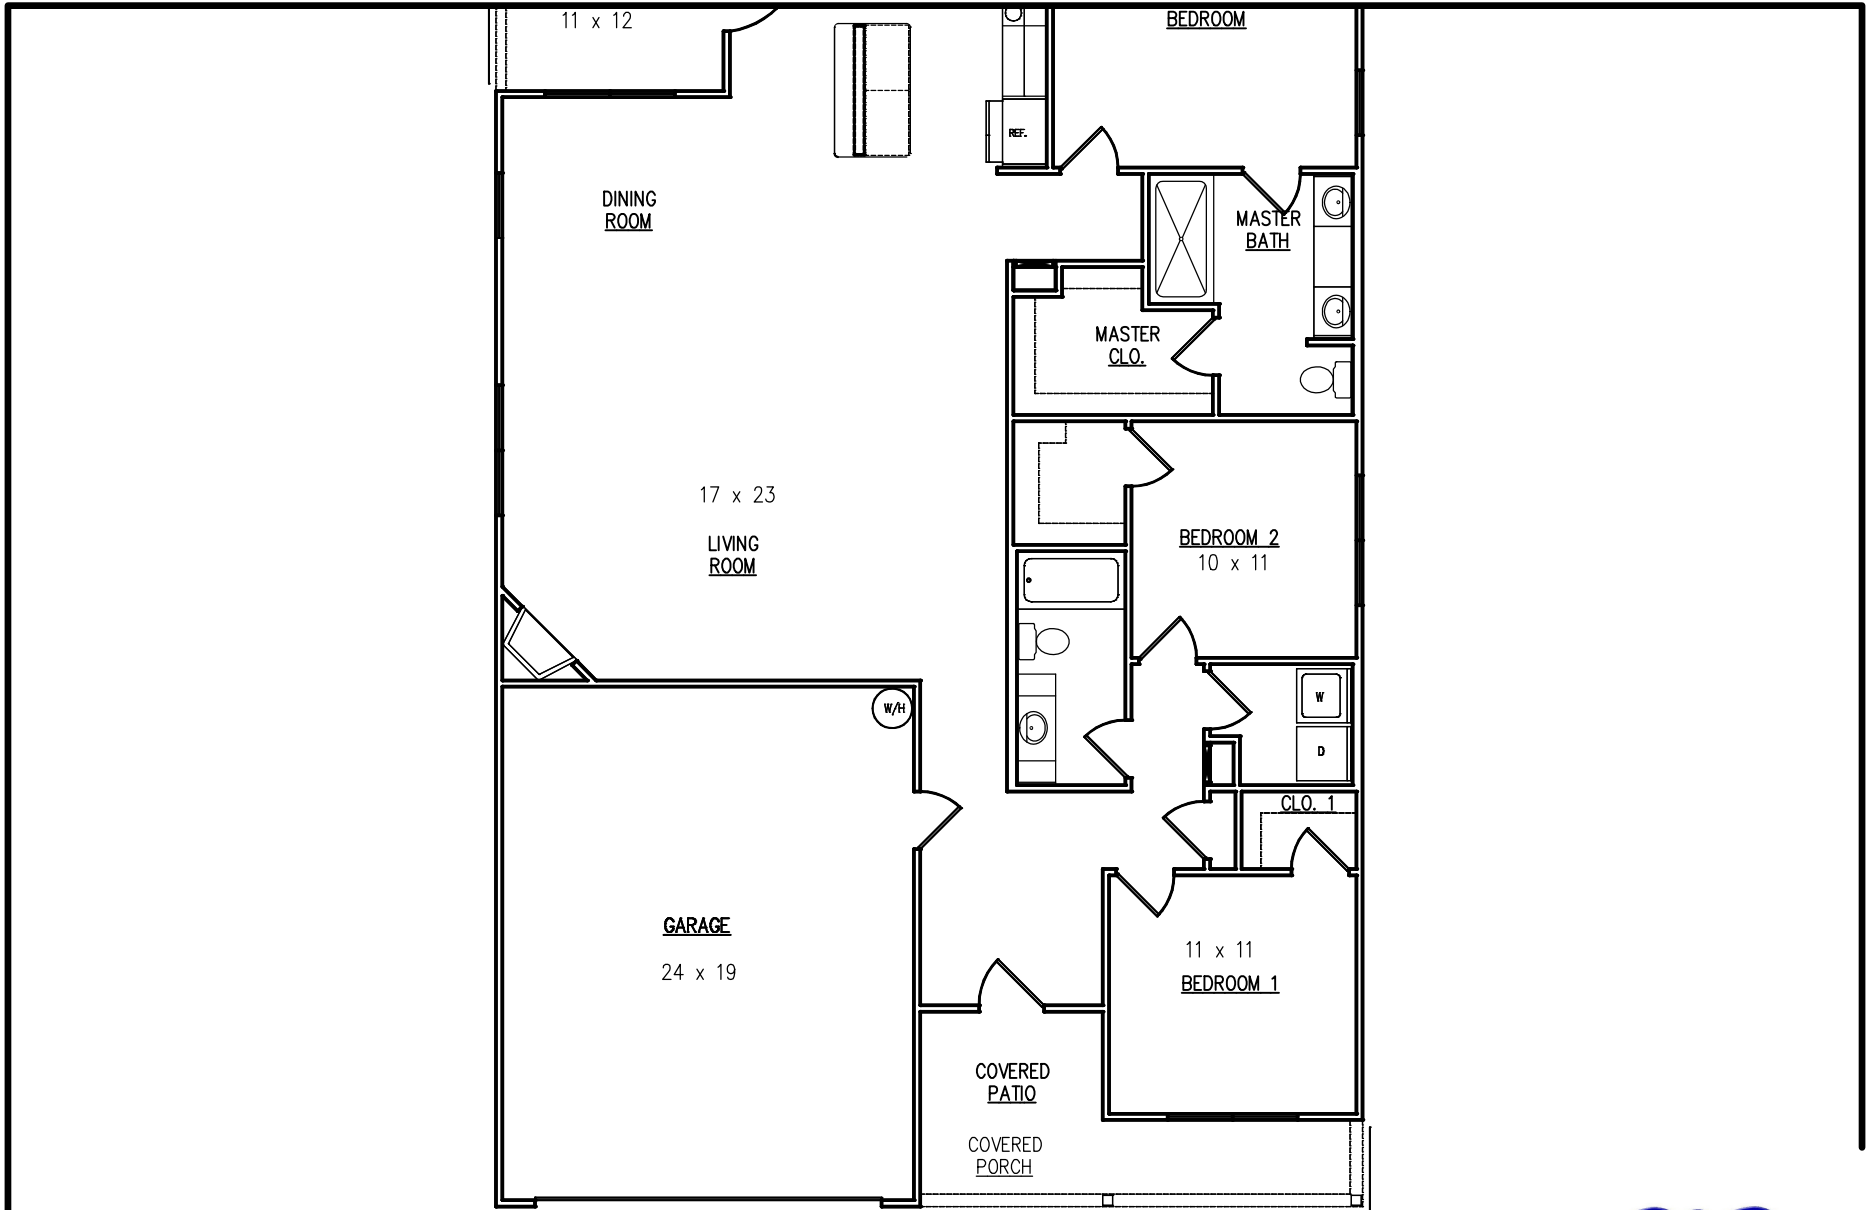 11 x 12
BEDROOM
REF.
DINING
ROOM
MASTER
BATH
MASTER
CLO.
17 x 23
LIVING
ROOM
BEDROOM 2
10 x 11
W/H
W
D
CLO. 1
GARAGE
24 x 19
11 x 11
BEDROOM 1
COVERED
PATIO
COVERED
PORCH